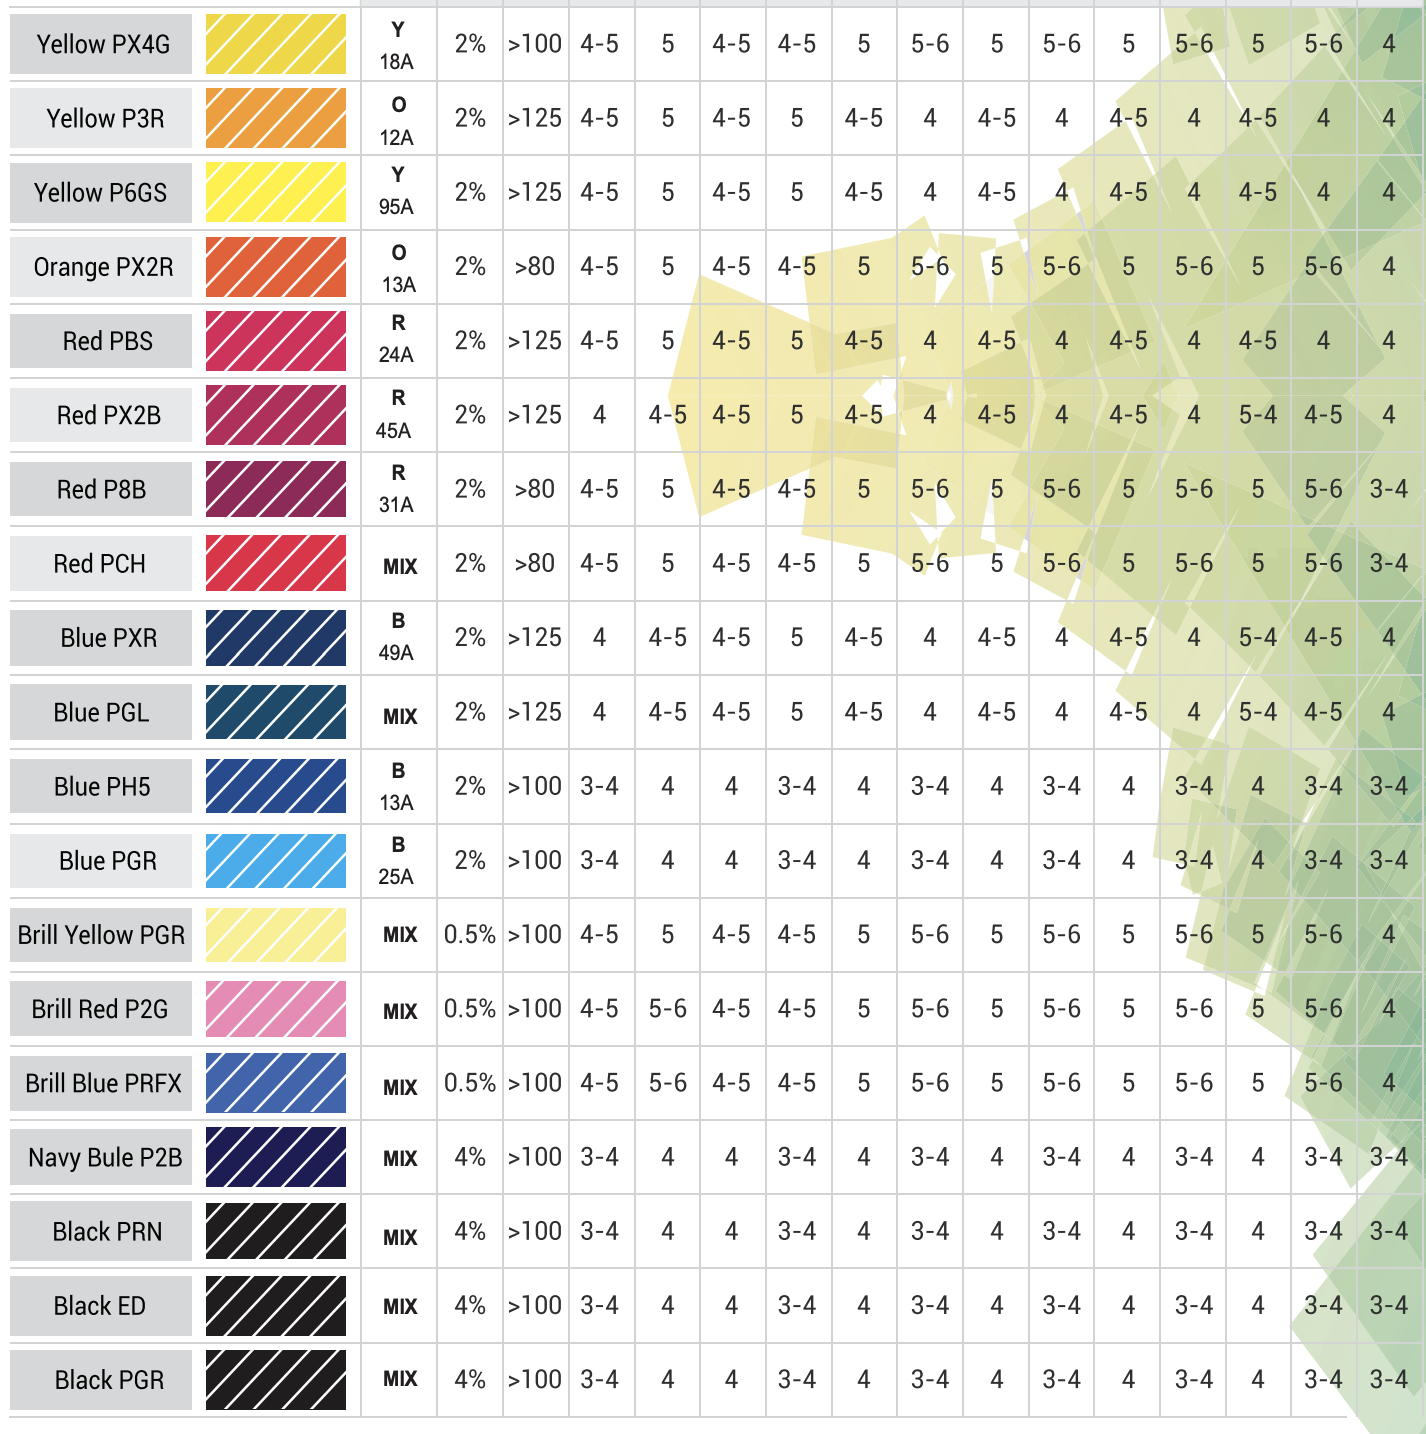 Yellow PX4G Y 18A 2% >100 4-5 5 4-5 4-5 5 5-6 5 5-6 5 5-6 5 5-6 4
Yellow P3R O 12A 2% >125 4-5 5 4-5 5 4-5 4 4-5 4 4-5 4 4-5 4 4
Yellow P6GS Y 95A 2% >125 4-5 5 4-5 5 4-5 4 4-5 4 4-5 4 4-5 4 4
Orange PX2R O 13A 2% >80 4-5 5 4-5 4-5 5 5-6 5 5-6 5 5-6 5 5-6 4
Red PBS R 24A 2% >125 4-5 5 4-5 5 4-5 4 4-5 4 4-5 4 4-5 4 4
Red PX2B R 45A 2% >125 4 4-5 4-5 5 4-5 4 4-5 4 4-5 4 5-4 4-5 4
Red P8B R 31A 2% >80 4-5 5 4-5 4-5 5 5-6 5 5-6 5 5-6 5 5-6 3-4
Red PCH MIX 2% >80 4-5 5 4-5 4-5 5 5-6 5 5-6 5 5-6 5 5-6 3-4
Blue PXR B 49A 2% >125 4 4-5 4-5 5 4-5 4 4-5 4 4-5 4 5-4 4-5 4
Blue PGL MIX 2% >125 4 4-5 4-5 5 4-5 4 4-5 4 4-5 4 5-4 4-5 4
Blue PH5 B 13A 2% >100 3-4 4 4 3-4 4 3-4 4 3-4 4 3-4 4 3-4 3-4
Blue PGR B 25A 2% >100 3-4 4 4 3-4 4 3-4 4 3-4 4 3-4 4 3-4 3-4
Brill Yellow PGR MIX 0.5% >100 4-5 5 4-5 4-5 5 5-6 5 5-6 5 5-6 5 5-6 4
Brill Red P2G MIX 0.5% >100 4-5 5-6 4-5 4-5 5 5-6 5 5-6 5 5-6 5 5-6 4
Brill Blue PRFX MIX 0.5% >100 4-5 5-6 4-5 4-5 5 5-6 5 5-6 5 5-6 5 5-6 4
Navy Bule P2B MIX 4% >100 3-4 4 4 3-4 4 3-4 4 3-4 4 3-4 4 3-4 3-4
Black PRN MIX 4% >100 3-4 4 4 3-4 4 3-4 4 3-4 4 3-4 4 3-4 3-4
Black ED MIX 4% >100 3-4 4 4 3-4 4 3-4 4 3-4 4 3-4 4 3-4 3-4
Black PGR MIX 4% >100 3-4 4 4 3-4 4 3-4 4 3-4 4 3-4 4 3-4 3-4